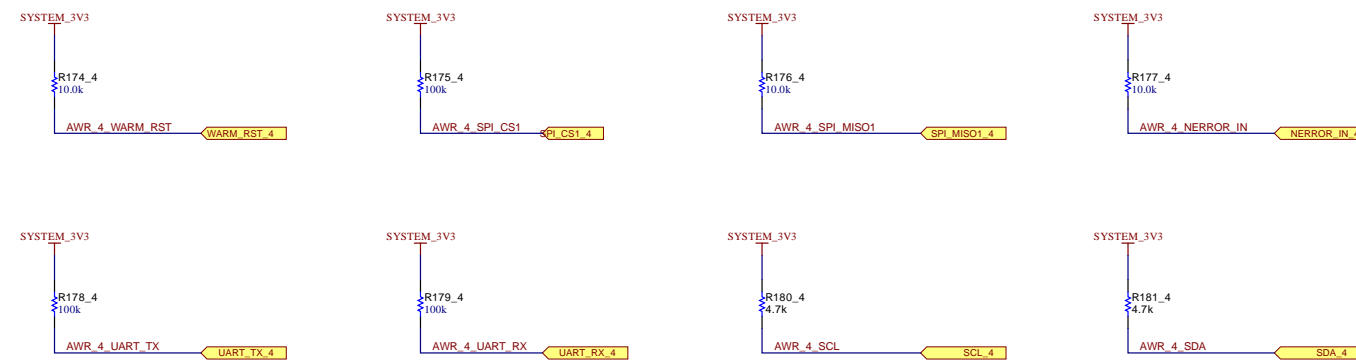 SYSTEM_3V3
R174_4
10.0k
AWR_4_WARM_RST
WARM_RST_4
SYSTEM_3V3
R175_4
100k
AWR_4_SPI_CS1
SPI_CS1_4
SYSTEM_3V3
R176_4
10.0k
AWR_4_SPI_MISO1
SPI_MISO1_4
SYSTEM_3V3
R177_4
10.0k
AWR_4_NERROR_IN
NERROR_IN_4
SYSTEM_3V3
R178_4
100k
AWR_4_UART_TX
UART_TX_4
SYSTEM_3V3
R179_4
100k
AWR_4_UART_RX
UART_RX_4
SYSTEM_3V3
R180_4
4.7k
AWR_4_SCL
SCL_4
SYSTEM_3V3
R181_4
4.7k
AWR_4_SDA
SDA_4